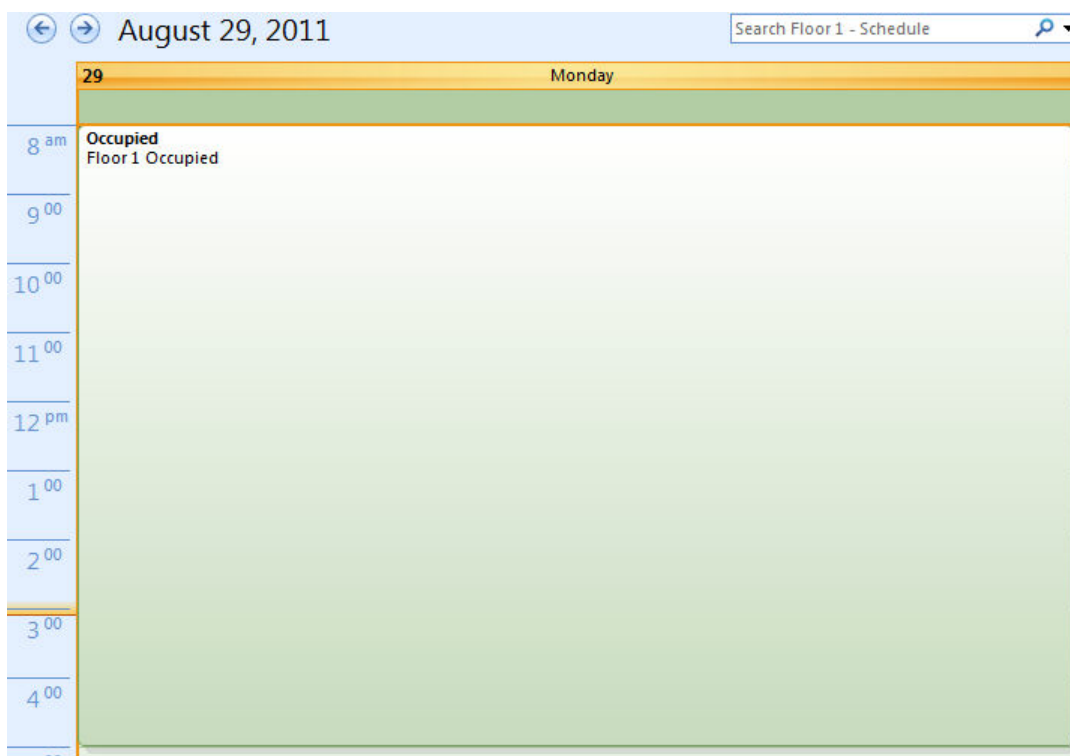 August 29, 2011
Search Floor 1 - Schedule
29 Monday
8 am
Occupied
Floor 1 Occupied
9 00
10 00
11 00
12 pm
1 00
2 00
3 00
4 00